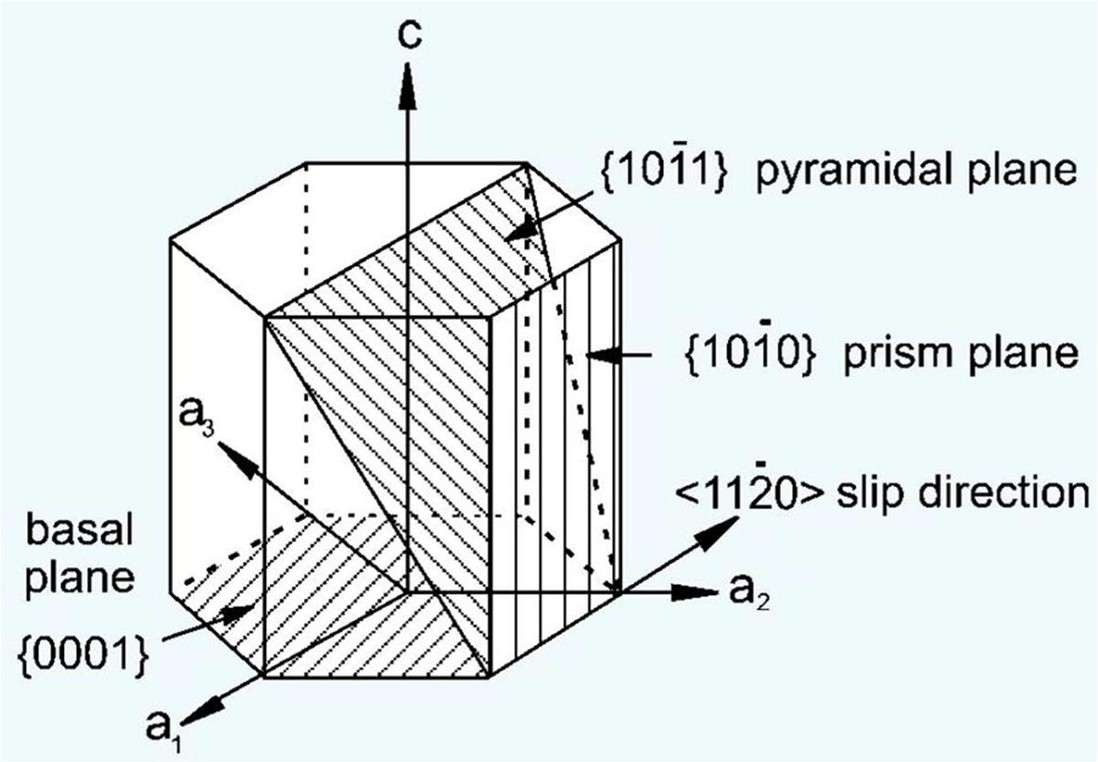 c
{101̄1} pyramidal plane
{101̄0} prism plane
a₃
<112̄0> slip direction
basal
plane
a₂
{0001}
a₁